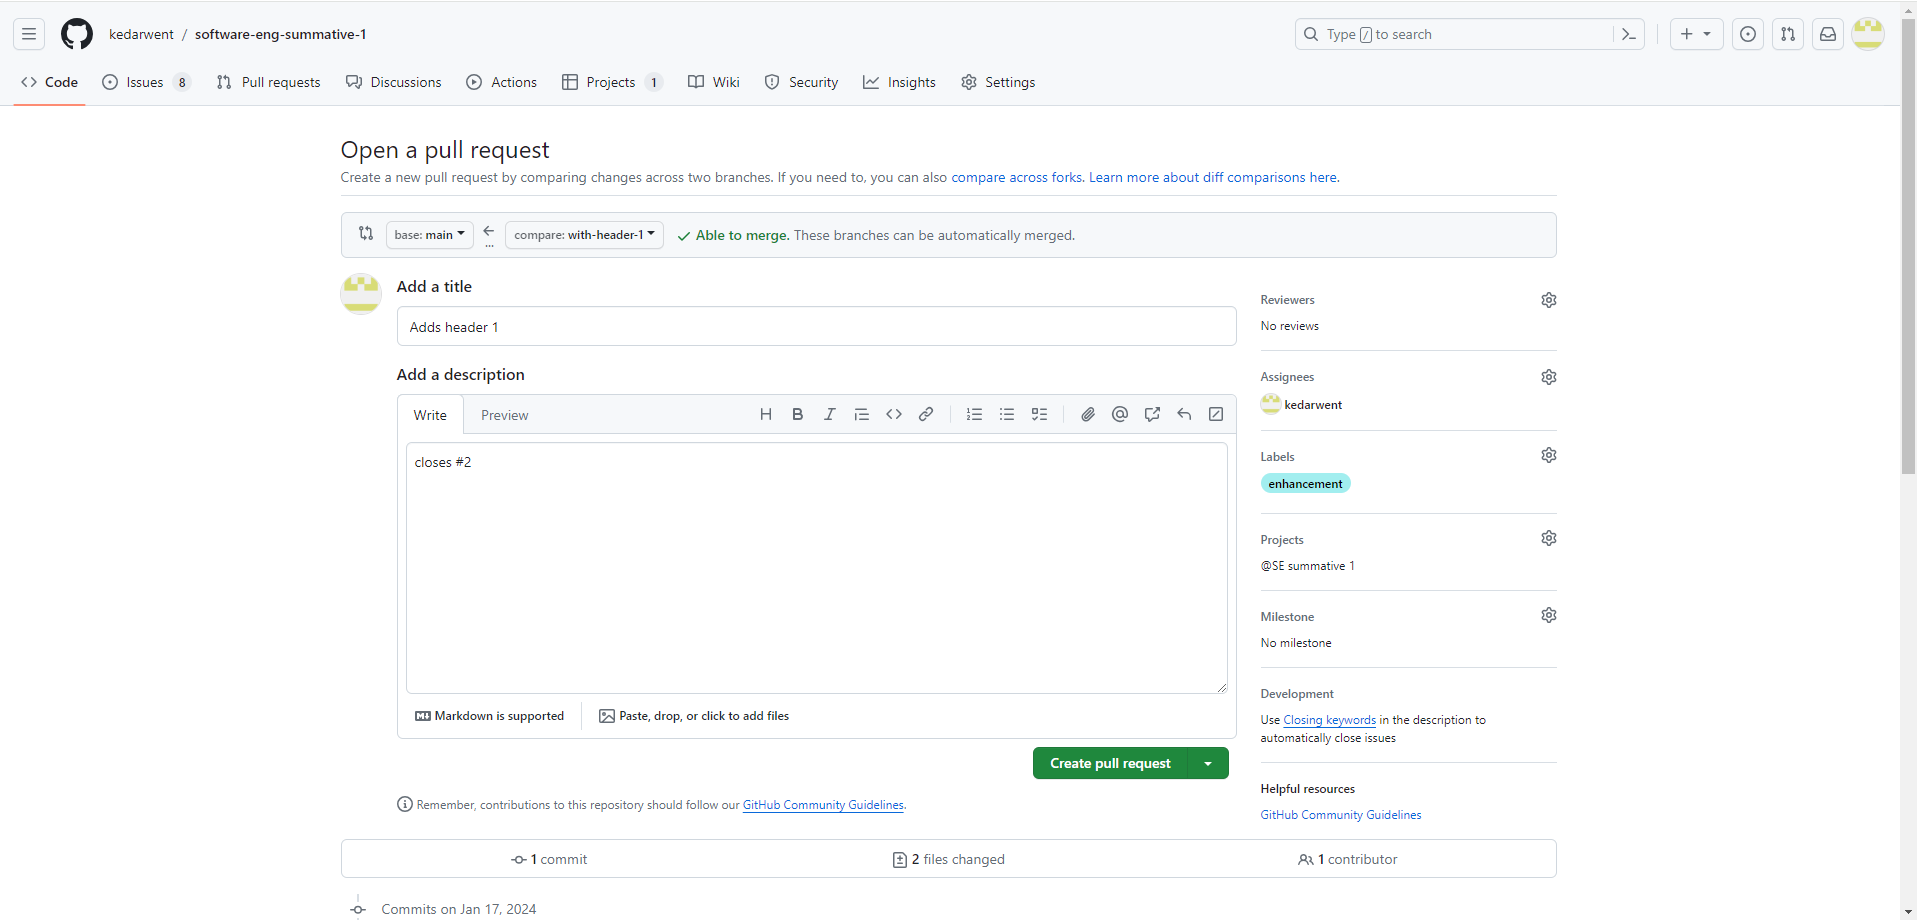 kedarwent / software-eng-summative-1
Type / to search
Code
Issues 8
Pull requests
Discussions
Actions
Projects 1
Wiki
Security
Insights
Settings
Open a pull request
Create a new pull request by comparing changes across two branches. If you need to, you can also compare across forks. Learn more about diff comparisons here.
base: main
...
compare: with-header-1
Able to merge. These branches can be automatically merged.
Add a title
Adds header 1
Add a description
Write
Preview
closes #2
Markdown is supported
Paste, drop, or click to add files
Create pull request
Remember, contributions to this repository should follow our GitHub Community Guidelines.
Reviewers
No reviews
Assignees
kedarwent
Labels
enhancement
Projects
@SE summative 1
Milestone
No milestone
Development
Use Closing keywords in the description to
automatically close issues
Helpful resources
GitHub Community Guidelines
1 commit
2 files changed
1 contributor
Commits on Jan 17, 2024